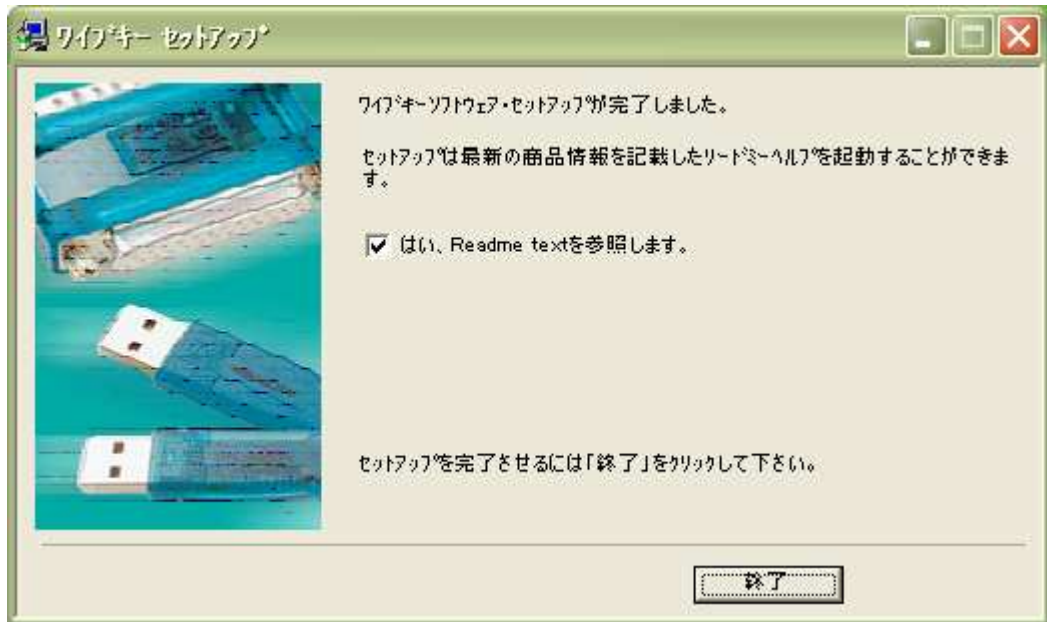 ﾜｲﾌﾞｷｰ ｾｯﾄｱｯﾌﾟ
ﾜｲﾌﾞｷｰｿﾌﾄｳｪｱ･ｾｯﾄｱｯﾌﾟが完了しました。
ｾｯﾄｱｯﾌﾟは最新の商品情報を記載したﾘｰﾄﾞﾐｰﾍﾙﾌﾟを起動することができま
す。
はい、Readme textを参照します。
ｾｯﾄｱｯﾌﾟを完了させるには｢終了｣をｸﾘｯｸして下さい。
終了